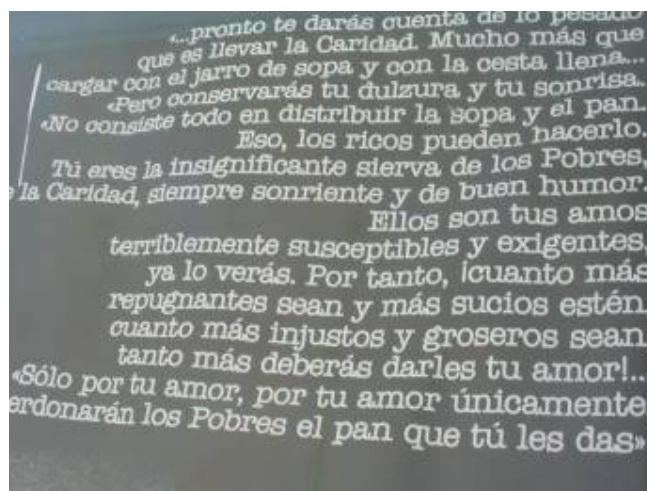 «...pronto te darás cuenta de lo pesado
que es llevar la Caridad. Mucho más que
cargar con el jarro de sopa y con la cesta llena...
«Pero conservarás tu dulzura y tu sonrisa.
«No consiste todo en distribuir la sopa y el pan.
Eso, los ricos pueden hacerlo.
Tú eres la insignificante sierva de los Pobres,
la Caridad, siempre sonriente y de buen humor.
Ellos son tus amos
terriblemente susceptibles y exigentes,
ya lo verás. Por tanto, ¡cuanto más
repugnantes sean y más sucios estén
cuanto más injustos y groseros sean
tanto más deberás darles tu amor!..
«Sólo por tu amor, por tu amor únicamente
erdonarán los Pobres el pan que tú les das»